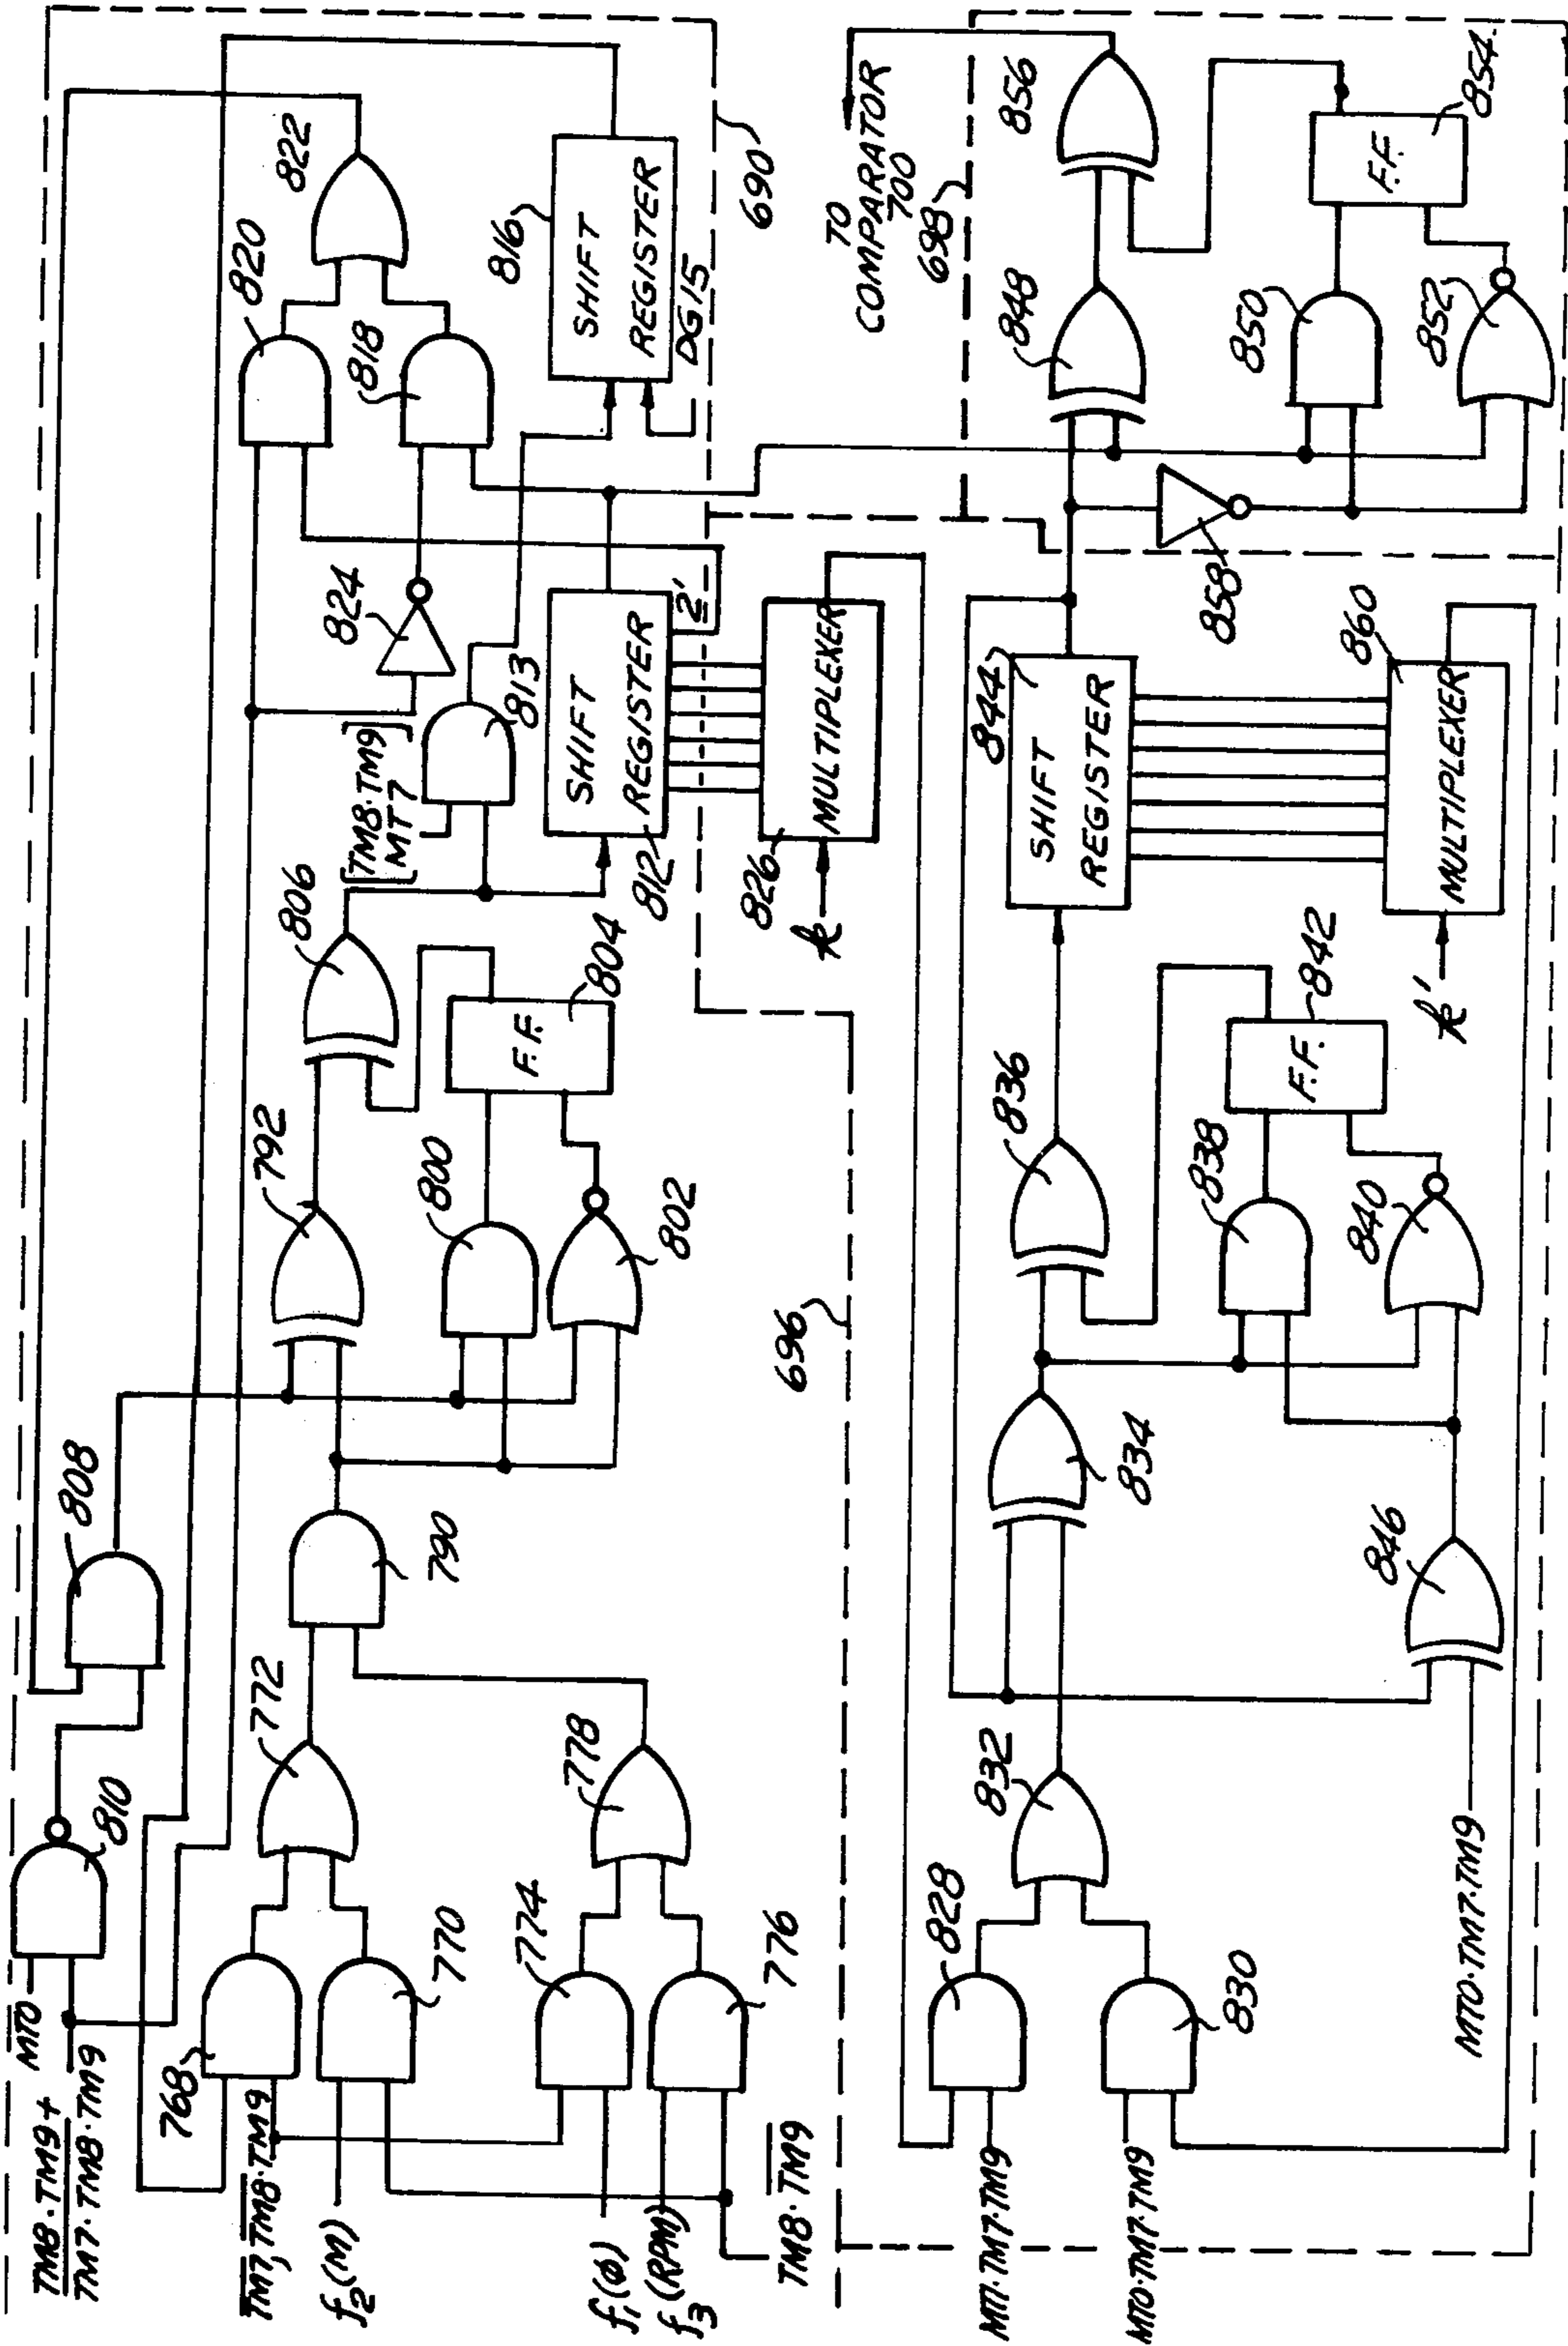 MT0
TM8·TM9+
TM7·TM8·TM9
810
808
768
TM7,TM8·TM9
f2(M)
770
772
f1(ø)
f3(RPM)
774
776
778
TM8·TM9
790
792
800
802
F.F.
804
806
[TM8·TM9]
[MT7
813
824
SHIFT
REGISTER
812
2'
820
818
822
816
SHIFT
REGISTER
DG15
690
MULTIPLEXER
826
k
696
TO
COMPARATOR
700
698
MT1·TM7·TM9
828
MT0·TM7·TM9
830
832
834
836
838
840
F.F.
842
846
MT0·TM7·TM9
SHIFT
REGISTER
844
MULTIPLEXER
860
k'
858
848
850
852
F.F.
854
856